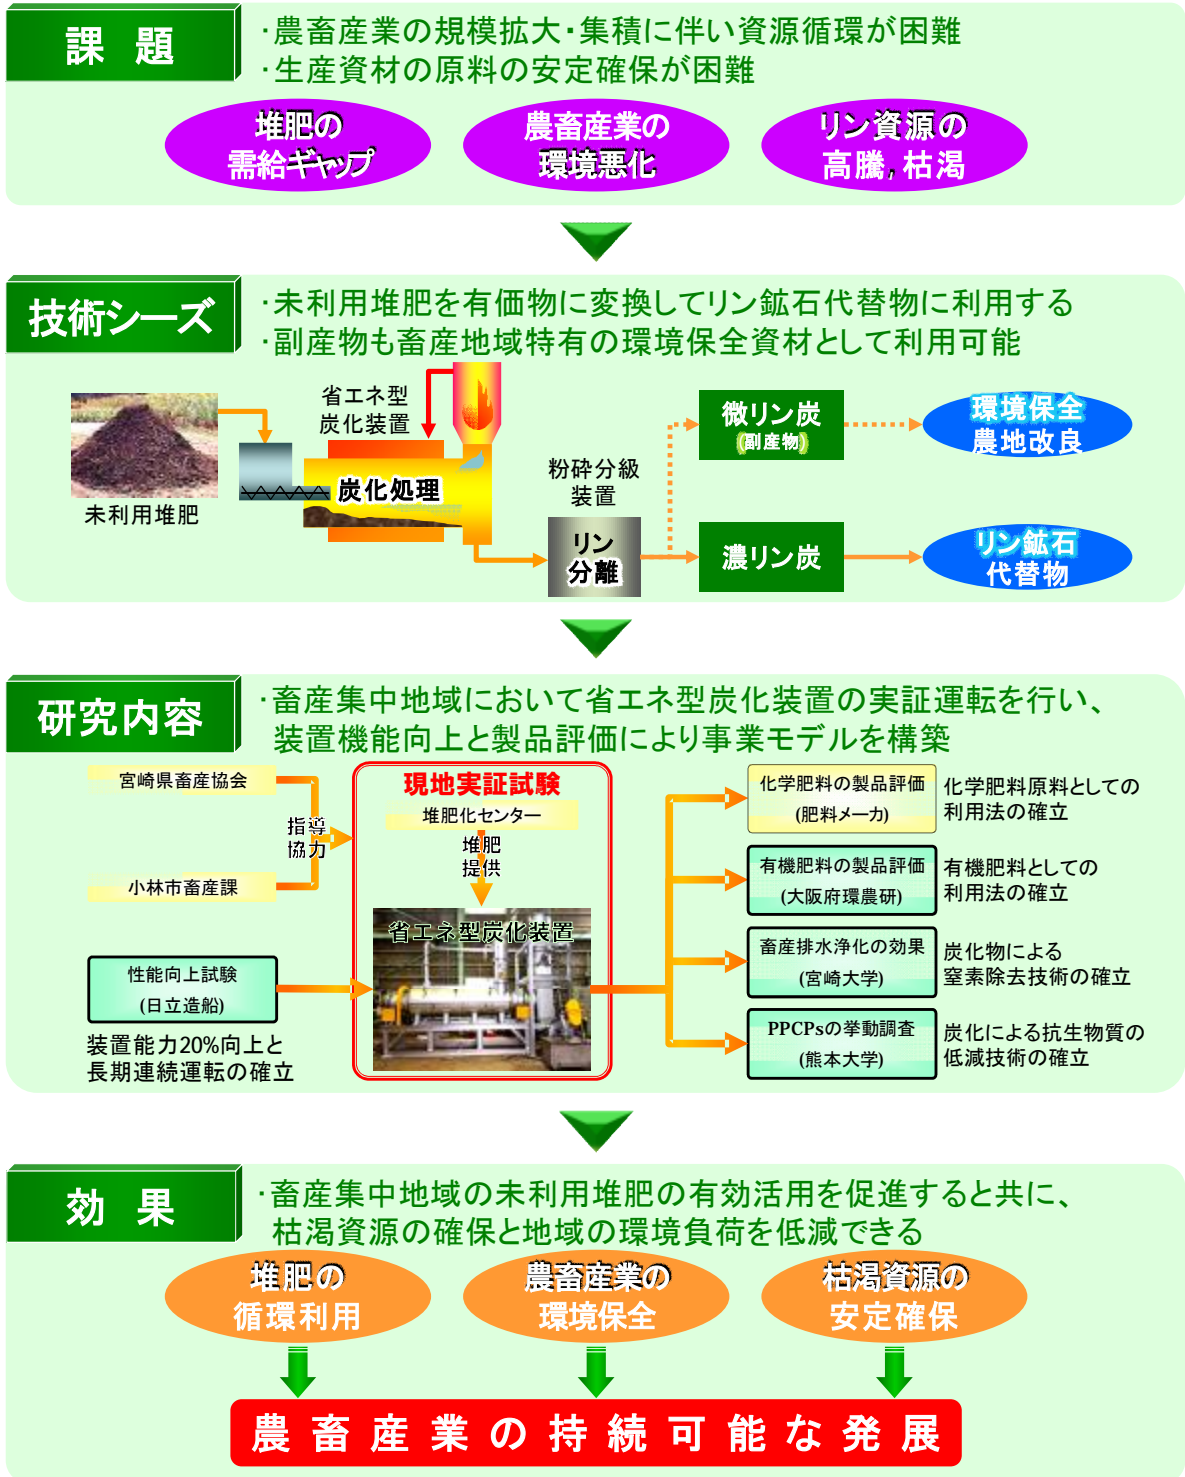 課 題
・農畜産業の規模拡大・集積に伴い資源循環が困難
・生産資材の原料の安定確保が困難
堆肥の
需給ギャップ
農畜産業の
環境悪化
リン資源の
高騰,枯渇
技術シーズ
・未利用堆肥を有価物に変換してリン鉱石代替物に利用する
・副産物も畜産地域特有の環境保全資材として利用可能
未利用堆肥
省エネ型
炭化装置
炭化処理
粉砕分級
装置
リン
分離
微リン炭
(副産物)
環境保全
農地改良
濃リン炭
リン鉱石
代替物
研究内容
・畜産集中地域において省エネ型炭化装置の実証運転を行い、
装置機能向上と製品評価により事業モデルを構築
宮崎県畜産協会
小林市畜産課
指導
協力
性能向上試験
(日立造船)
装置能力20%向上と
長期連続運転の確立
現地実証試験
堆肥化センター
堆肥
提供
省エネ型炭化装置
化学肥料の製品評価
(肥料メーカ)
化学肥料原料としての
利用法の確立
有機肥料の製品評価
(大阪府環農研)
有機肥料としての
利用法の確立
畜産排水浄化の効果
(宮崎大学)
炭化物による
窒素除去技術の確立
PPCPsの挙動調査
(熊本大学)
炭化による抗生物質の
低減技術の確立
効 果
・畜産集中地域の未利用堆肥の有効活用を促進すると共に、
枯渇資源の確保と地域の環境負荷を低減できる
堆肥の
循環利用
農畜産業の
環境保全
枯渇資源の
安定確保
農畜産業の持続可能な発展